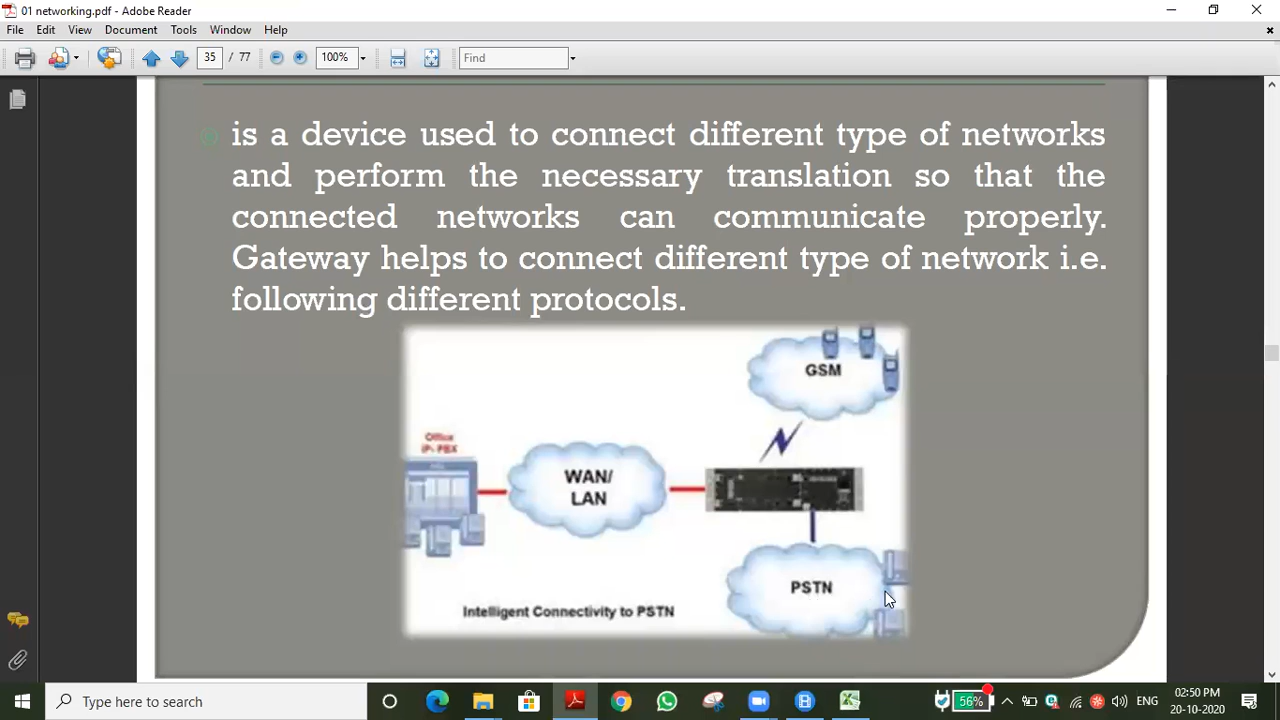 01 networking.pdf - Adobe Reader
File Edit View Document Tools Window Help
35 / 77 100% Find
is a device used to connect different type of networks
and perform the necessary translation so that the
connected networks can communicate properly.
Gateway helps to connect different type of network i.e.
following different protocols.
GSM
Office
iP- PBX
WAN/
LAN
PSTN
Intelligent Connectivity to PSTN
Type here to search
56%
ENG
02:50 PM
20-10-2020